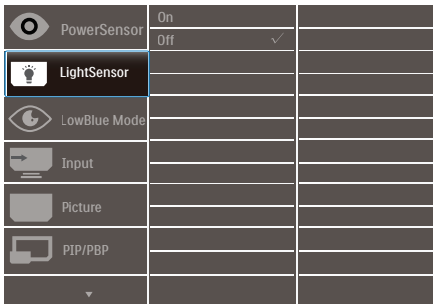 PowerSensor
LightSensor
LowBlue Mode
Input
Picture
PIP/PBP
On
Off